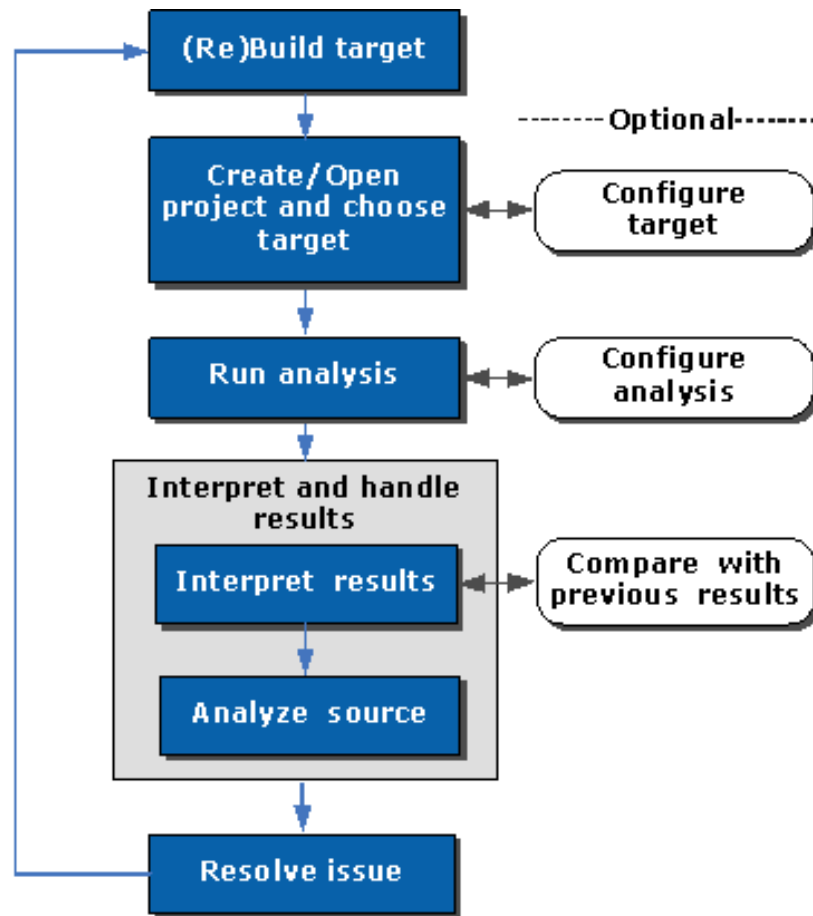 (Re)Build target
Optional
Create/Open
project and choose
target
Configure
target
Run analysis
Configure
analysis
Interpret and handle
results
Interpret results
Compare with
previous results
Analyze source
Resolve issue